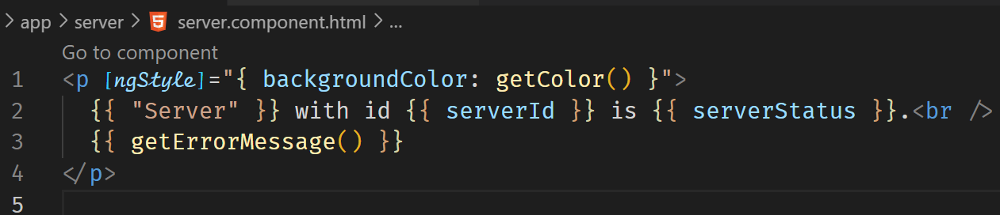 > app > server > server.component.html > ...
Go to component
1 <p [ngStyle]="{ backgroundColor: getColor() }">
2   {{ "Server" }} with id {{ serverId }} is {{ serverStatus }}.<br />
3   {{ getErrorMessage() }}
4 </p>
5